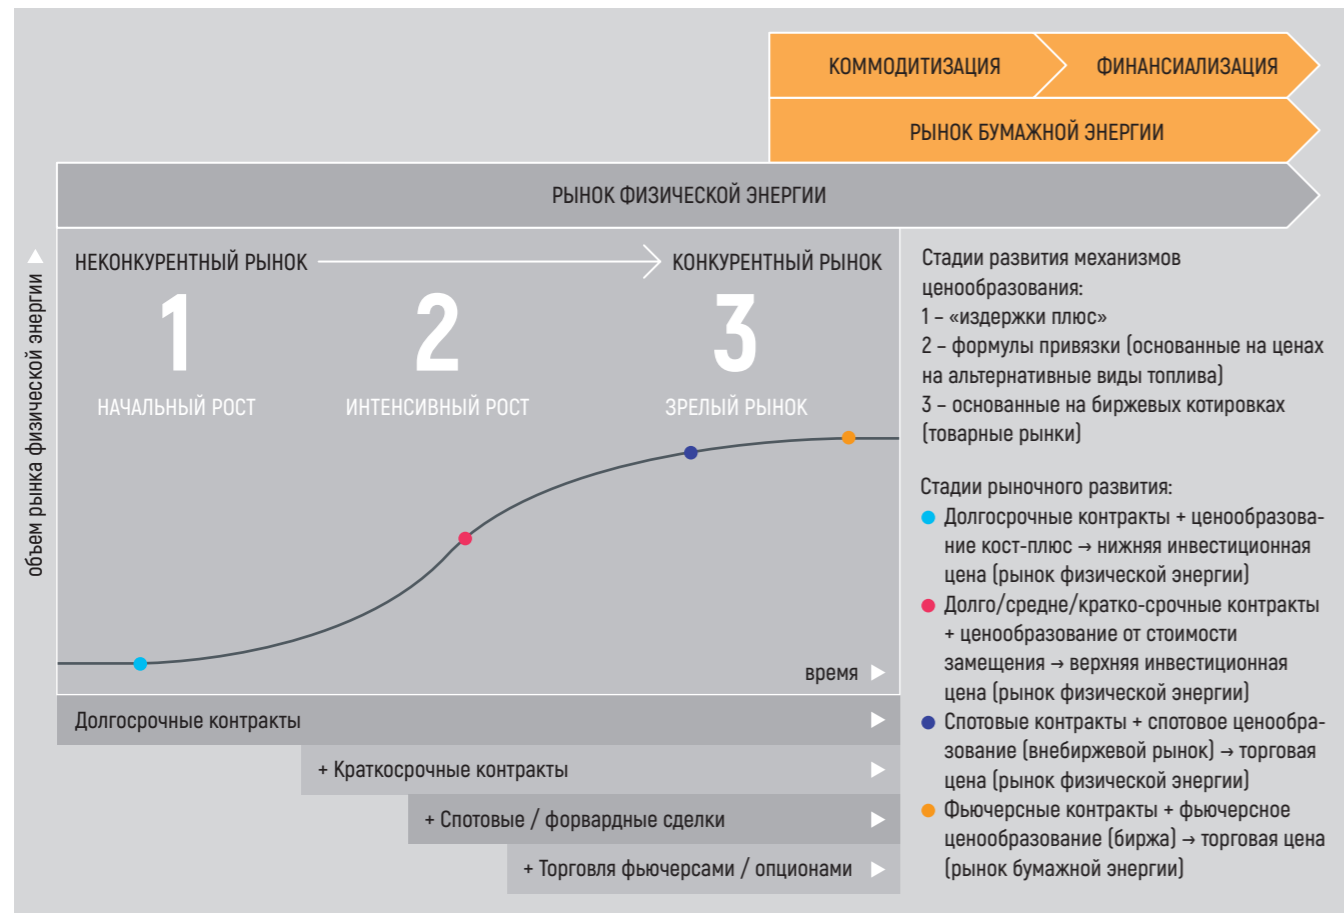 КОММОДИТИЗАЦИЯ
ФИНАНСИАЛИЗАЦИЯ
РЫНОК БУМАЖНОЙ ЭНЕРГИИ
РЫНОК ФИЗИЧЕСКОЙ ЭНЕРГИИ
объем рынка физической энергии
НЕКОНКУРЕНТНЫЙ РЫНОК
КОНКУРЕНТНЫЙ РЫНОК
1
2
3
НАЧАЛЬНЫЙ РОСТ
ИНТЕНСИВНЫЙ РОСТ
ЗРЕЛЫЙ РЫНОК
время
Долгосрочные контракты
+ Краткосрочные контракты
+ Спотовые / форвардные сделки
+ Торговля фьючерсами / опционами
Стадии развития механизмов
ценообразования:
1 – «издержки плюс»
2 – формулы привязки (основанные на ценах
на альтернативные виды топлива)
3 – основанные на биржевых котировках
(товарные рынки)
Стадии рыночного развития:
Долгосрочные контракты + ценообразова-
ние кост-плюс → нижняя инвестиционная
цена (рынок физической энергии)
Долго/средне/кратко-срочные контракты
+ ценообразование от стоимости
замещения → верхняя инвестиционная
цена (рынок физической энергии)
Спотовые контракты + спотовое ценообра-
зование (внебиржевой рынок) → торговая
цена (рынок физической энергии)
Фьючерсные контракты + фьючерсное
ценообразование (биржа) → торговая цена
(рынок бумажной энергии)